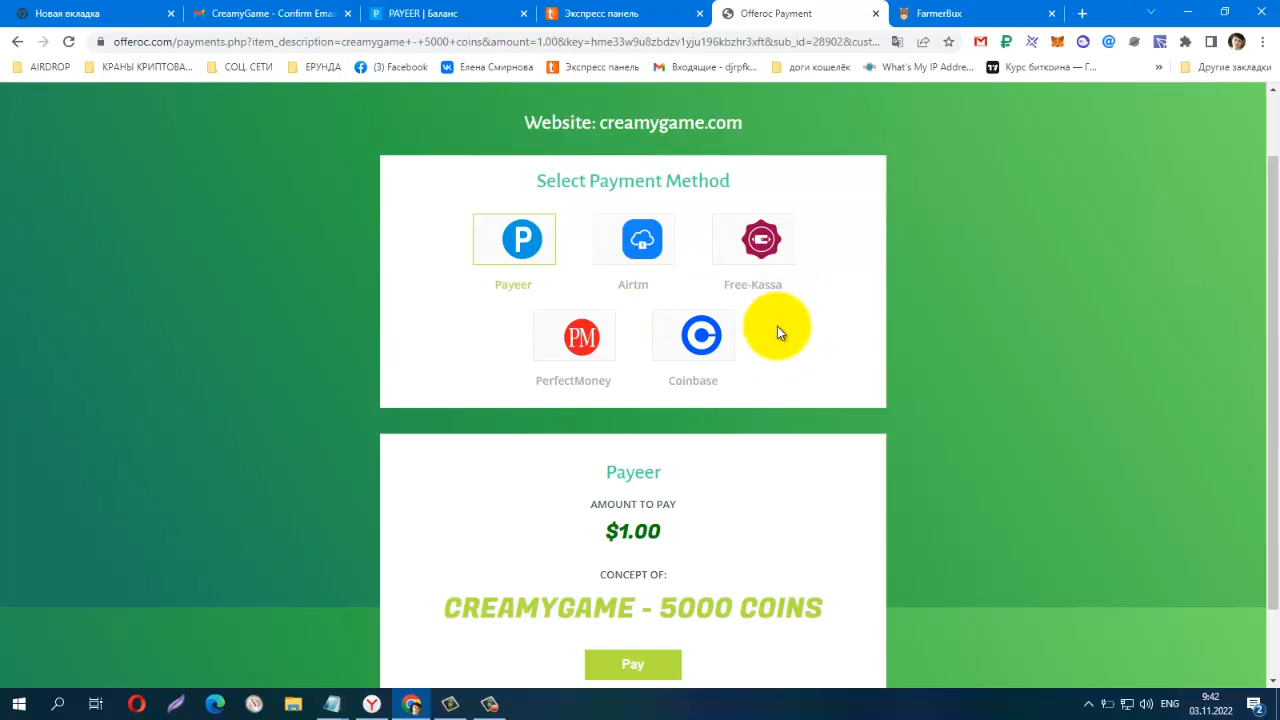 Новая вкладка
CreamyGame - Confirm Emai
PAYEER | Баланс
Экспресс панель
Offeroc Payment
FarmerBux
offeroc.com/payments.php?item_description=creamygame+-+5000+coins&amount=1.00&key=hme33w9u8zbdzv1yju196kbzhr3xft&sub_id=28902&cust...
AIRDROP
КРАНЫ КРИПТОВА...
СОЦ. СЕТИ
ЕРУНДА
(3) Facebook
Елена Смирнова
Экспресс панель
Входящие - djrpfk...
доги кошелёк
What's My IP Addre...
Курс биткоина — Г...
»
Другие закладки
Website: creamygame.com
Select Payment Method
P
Payeer
Airtm
Free-Kassa
PM
PerfectMoney
Coinbase
Payeer
AMOUNT TO PAY
$1.00
CONCEPT OF:
CREAMYGAME - 5000 COINS
Pay
ENG
9:42
03.11.2022
2